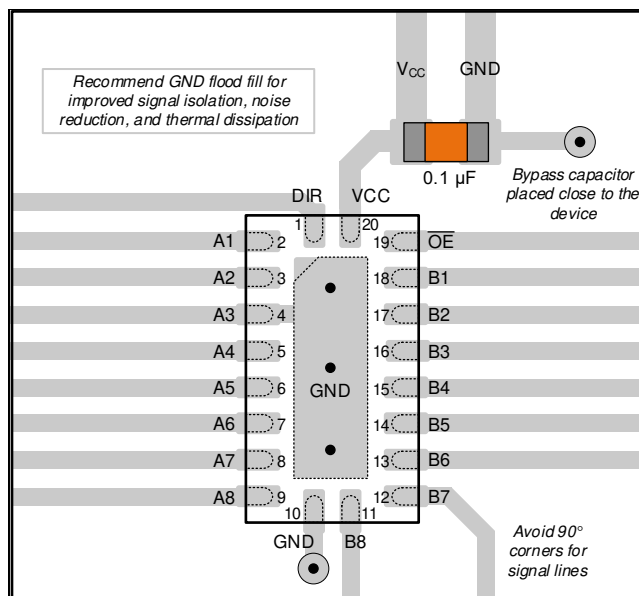 Recommend GND flood fill for
improved signal isolation, noise
reduction, and thermal dissipation
V<sub>CC</sub> GND
0.1 µF
Bypass capacitor
placed close to the
device
DIR VCC
1 20
A1 2 19 O̅E̅
A2 3 18 B1
A3 4 17 B2
A4 5 16 B3
A5 6 15 B4
GND
A6 7 14 B5
A7 8 13 B6
A8 9 12 B7
10 11
GND B8
Avoid 90°
corners for
signal lines